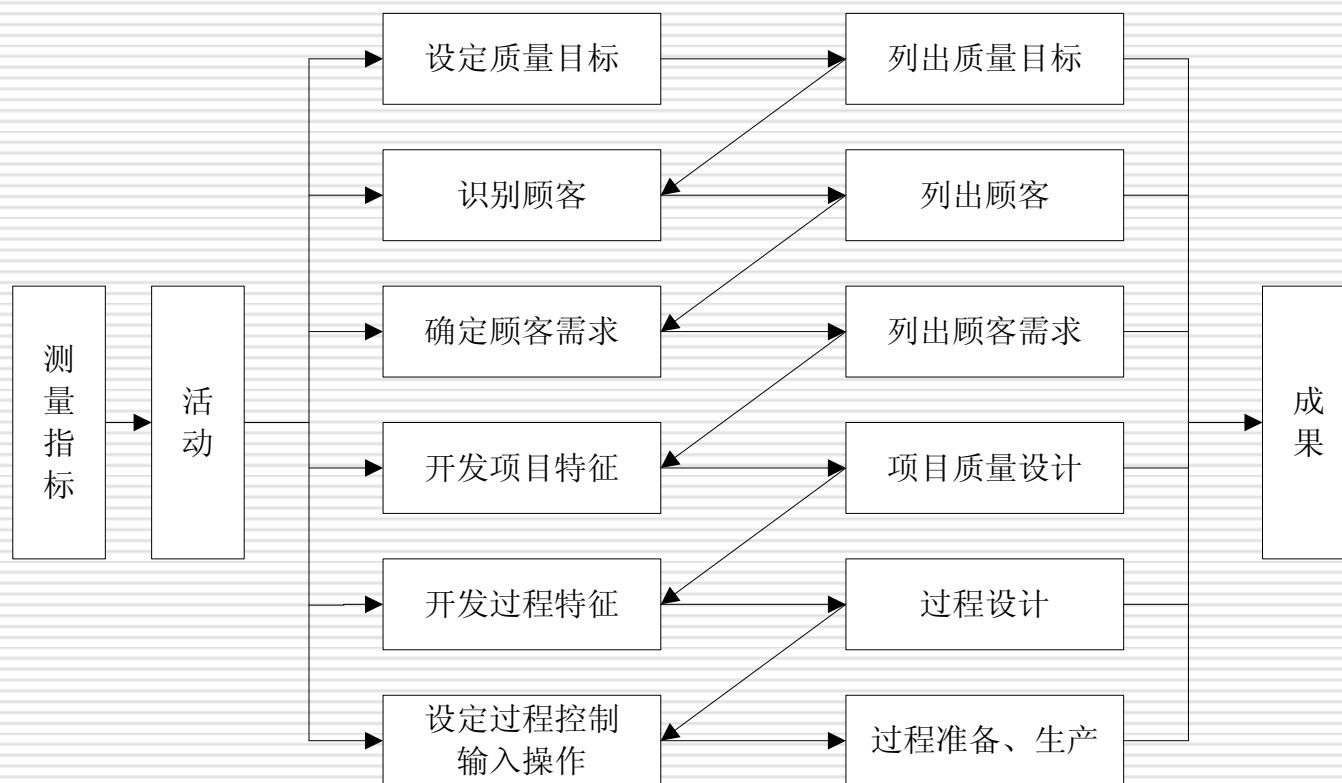 设定质量目标
列出质量目标
识别顾客
列出顾客
测量指标
活动
确定顾客需求
列出顾客需求
成果
开发项目特征
项目质量设计
开发过程特征
过程设计
设定过程控制
输入操作
过程准备、生产